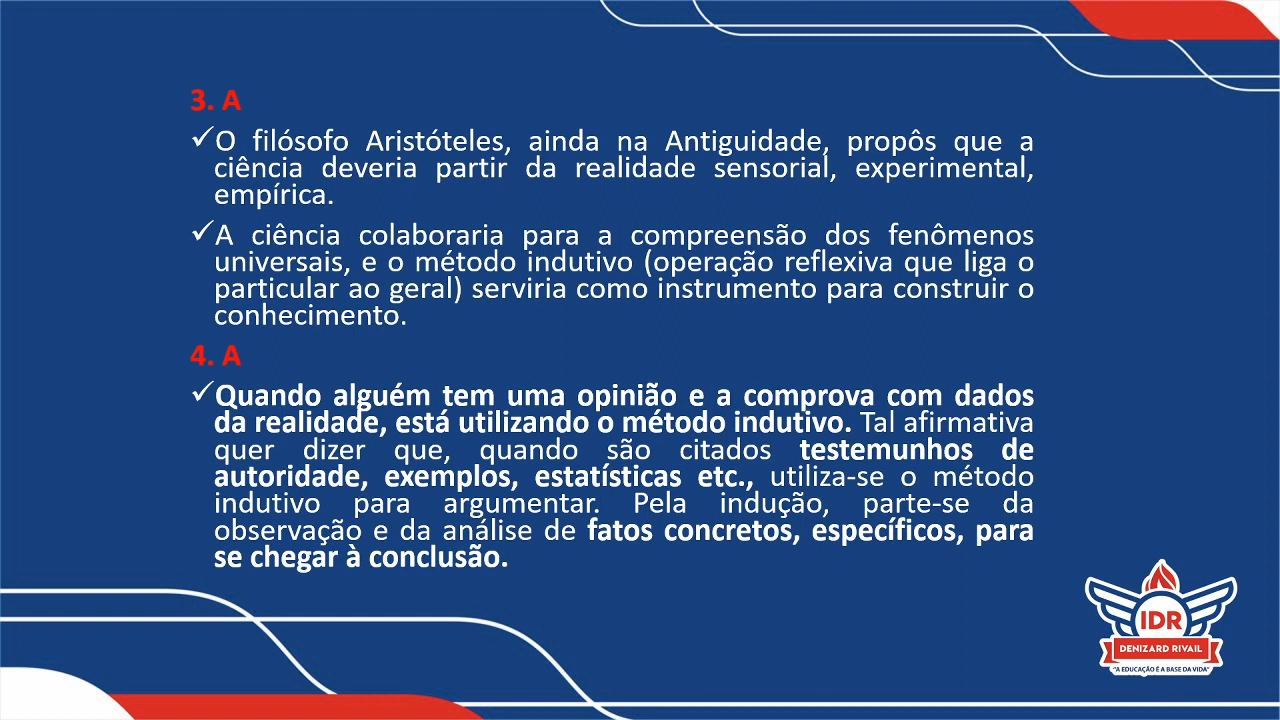 3. A
✓O filósofo Aristóteles, ainda na Antiguidade, propôs que a
ciência deveria partir da realidade sensorial, experimental,
empírica.
✓A ciência colaboraria para a compreensão dos fenômenos
universais, e o método indutivo (operação reflexiva que liga o
particular ao geral) serviria como instrumento para construir o
conhecimento.
4. A
✓Quando alguém tem uma opinião e a comprova com dados
da realidade, está utilizando o método indutivo. Tal afirmativa
quer dizer que, quando são citados testemunhos de
autoridade, exemplos, estatísticas etc., utiliza-se o método
indutivo para argumentar. Pela indução, parte-se da
observação e da análise de fatos concretos, específicos, para
se chegar à conclusão.
IDR
DENIZARD RIVAIL
"A EDUCAÇÃO É A BASE DA VIDA"